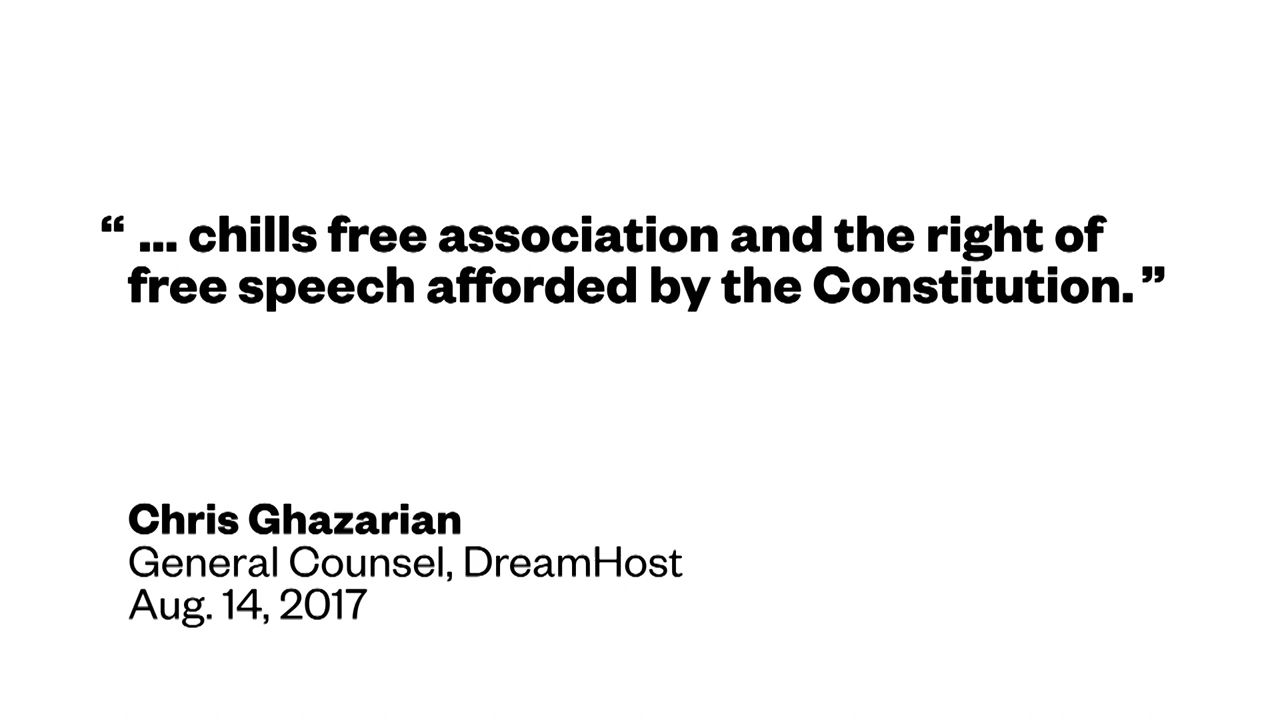 “ ... chills free association and the right of
free speech afforded by the Constitution.”
Chris Ghazarian
General Counsel, DreamHost
Aug. 14, 2017